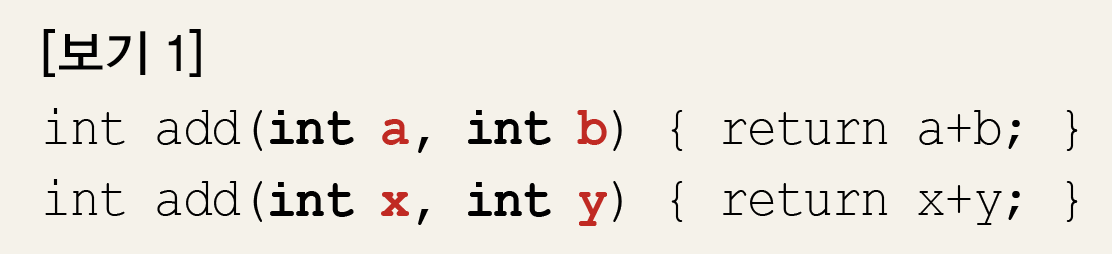 [보기 1]
int add(int a, int b) { return a+b; }
int add(int x, int y) { return x+y; }